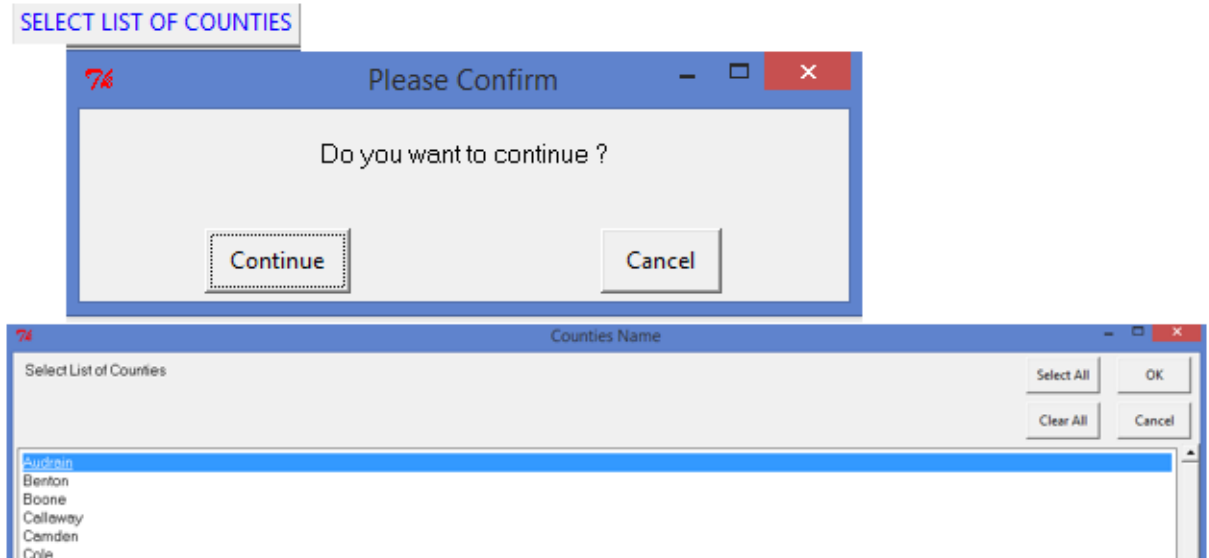 SELECT LIST OF COUNTIES
Please Confirm
Do you want to continue ?
Continue Cancel
Counties Name
Select List of Counties Select All OK
Clear All Cancel
Audrain
Benton
Boone
Callaway
Camden
Cole